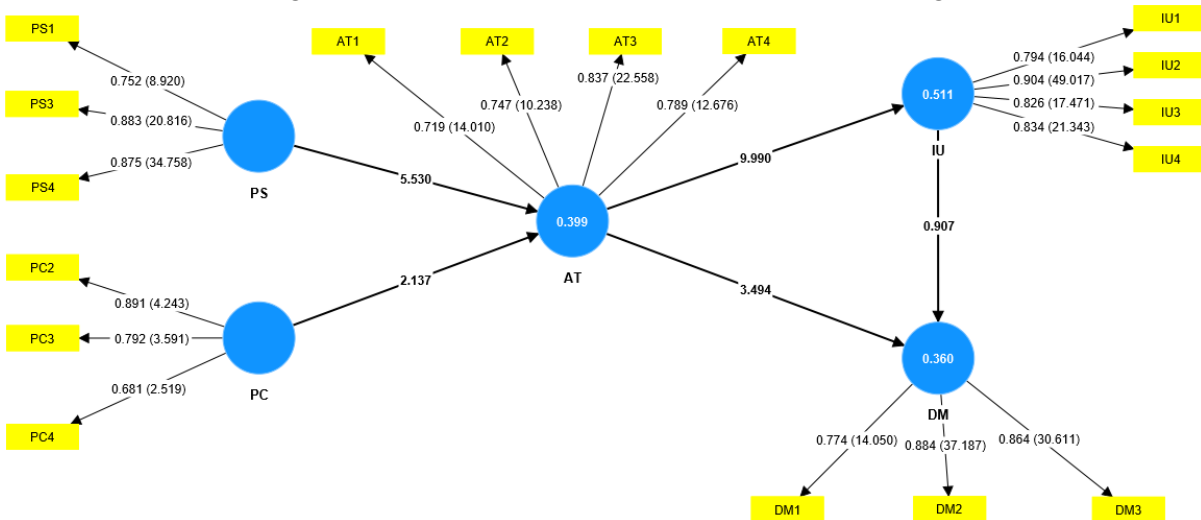 PS1
PS3
PS4
0.752 (8.920)
0.883 (20.816)
0.875 (34.758)
PS
PC2
PC3
PC4
0.891 (4.243)
0.792 (3.591)
0.681 (2.519)
PC
5.530
2.137
AT1
AT2
AT3
AT4
0.719 (14.010)
0.747 (10.238)
0.837 (22.558)
0.789 (12.676)
0.399
AT
9.990
3.494
0.511
IU
0.794 (16.044)
0.904 (49.017)
0.826 (17.471)
0.834 (21.343)
IU1
IU2
IU3
IU4
0.907
0.360
DM
0.774 (14.050)
0.884 (37.187)
0.864 (30.611)
DM1
DM2
DM3